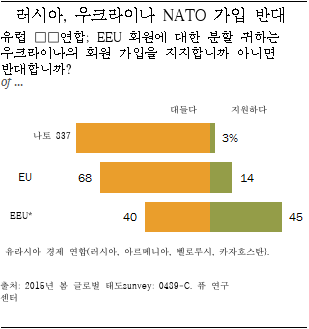 러시아, 우크라이나 NATO 가입 반대
유럽 □□연합; EEU 회원에 대한 분할 귀하는
우크라이나의 회원 가입을 지지합니까 아니면
반대합니까?
of ...
대들다 지원하다
나토 837 3%
EU 68 14
EEU* 40 45
유라시아 경제 연합(러시아, 아르메니아, 벨로루시, 카자흐스탄).
출처: 2015년 봄 글로벌 태도sunvey: 0489-C. 퓨 연구
센터